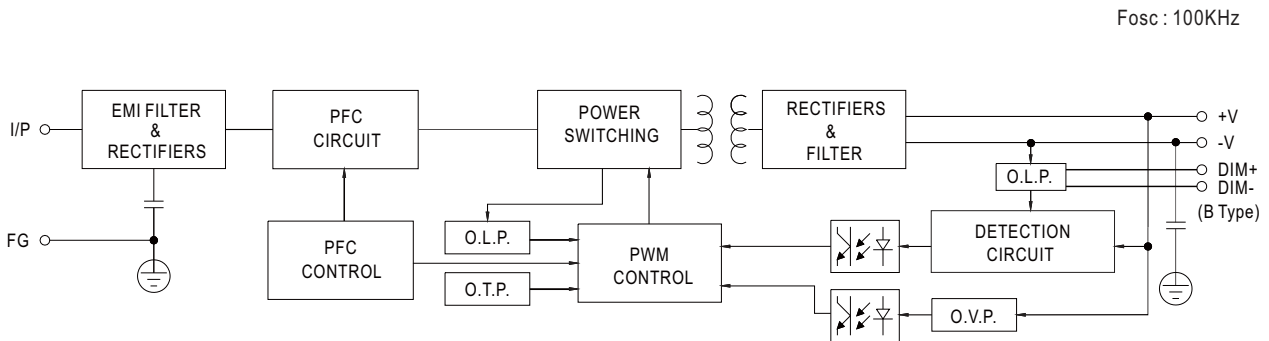 Fosc : 100KHz
I/P
EMI FILTER
&
RECTIFIERS
PFC
CIRCUIT
POWER
SWITCHING
RECTIFIERS
&
FILTER
+V
-V
DIM+
DIM-
(B Type)
O.L.P.
FG
PFC
CONTROL
O.L.P.
O.T.P.
PWM
CONTROL
DETECTION
CIRCUIT
O.V.P.